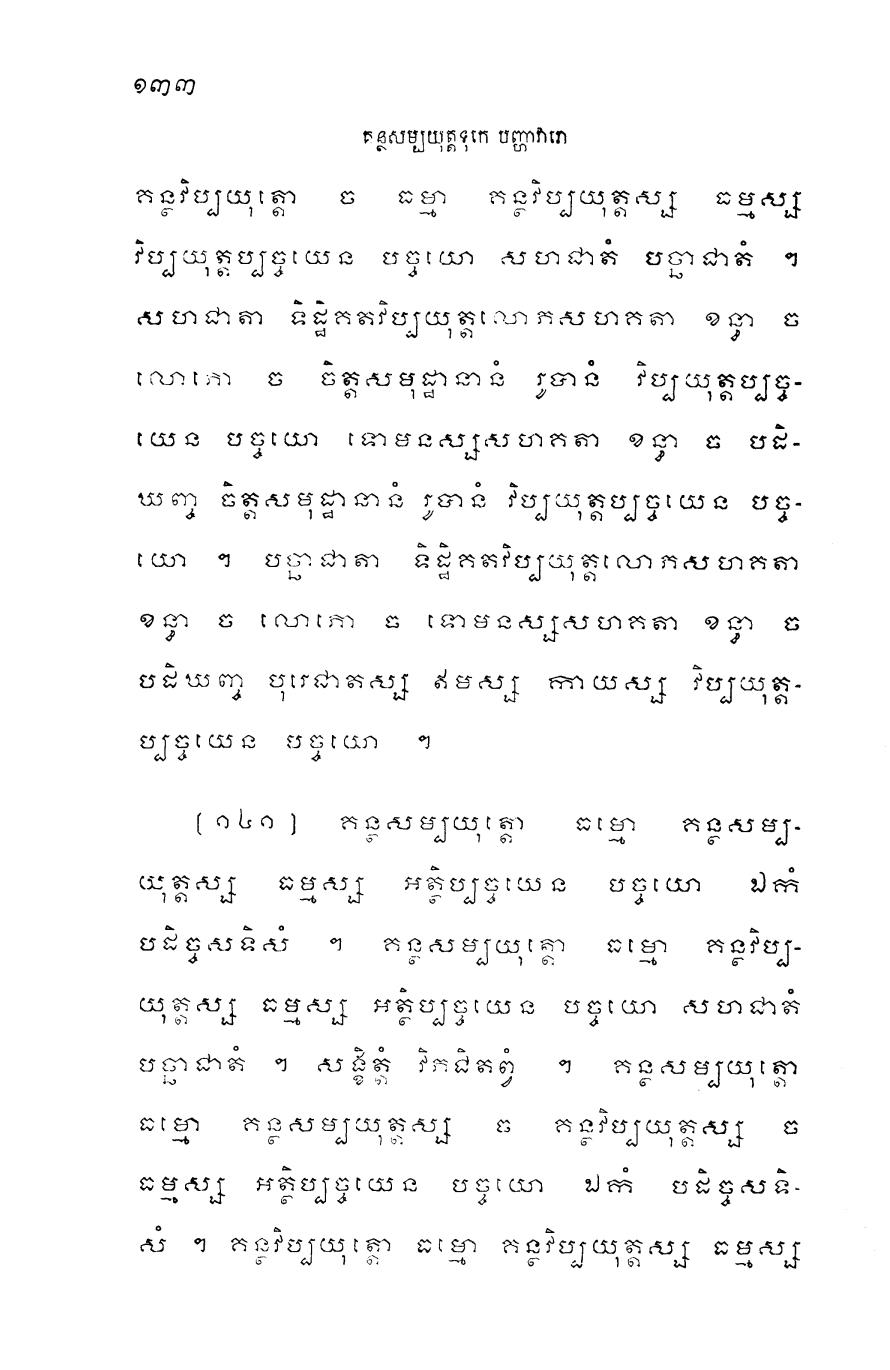 ១៣៣
គន្ថសម្បយុត្តទុកេ បញ្ហាវារោ
គន្ថវិប្បយុត្តោ ច ធម្មា គន្ថវិប្បយុត្តស្ស ធម្មស្ស
វិប្បយុត្តប្បច្ចយេន បច្ចយោ សហជាតំ បច្ឆាជាតំ ។
សហជាតា ទិដ្ឋិគតវិប្បយុត្តលោភសហគតា ខន្ធា ច
លោភោ ច ចិត្តសមុដ្ឋានានំ រូបានំ វិប្បយុត្តប្បច្ច-
យេន បច្ចយោ ទោមនស្សសហគតា ខន្ធា ច បដិ-
ឃញ្ច ចិត្តសមុដ្ឋានានំ រូបានំ វិប្បយុត្តប្បច្ចយេន បច្ច-
យោ ។ បច្ឆាជាតា ទិដ្ឋិគតវិប្បយុត្តលោភសហគតា
ខន្ធា ច លោភោ ច ទោមនស្សសហគតា ខន្ធា ច
បដិឃញ្ច បុរេជាតស្ស ឥមស្ស កាយស្ស វិប្បយុត្ត-
ប្បច្ចយេន បច្ចយោ ។
[១៤១] គន្ថសម្បយុត្តោ ធម្មោ គន្ថសម្ប-
យុត្តស្ស ធម្មស្ស អត្ថិប្បច្ចយេន បច្ចយោ ឯកំ
បដិច្ចសទិសំ ។ គន្ថសម្បយុត្តោ ធម្មោ គន្ថវិប្ប-
យុត្តស្ស ធម្មស្ស អត្ថិប្បច្ចយេន បច្ចយោ សហជាតំ
បច្ឆាជាតំ ។ សង្ខិត្តំ វិភជិតព្វំ ។ គន្ថសម្បយុត្តោ
ធម្មោ គន្ថសម្បយុត្តស្ស ច គន្ថវិប្បយុត្តស្ស ច
ធម្មស្ស អត្ថិប្បច្ចយេន បច្ចយោ ឯកំ បដិច្ចសទិ-
សំ ។ គន្ថវិប្បយុត្តោ ធម្មោ គន្ថវិប្បយុត្តស្ស ធម្មស្ស